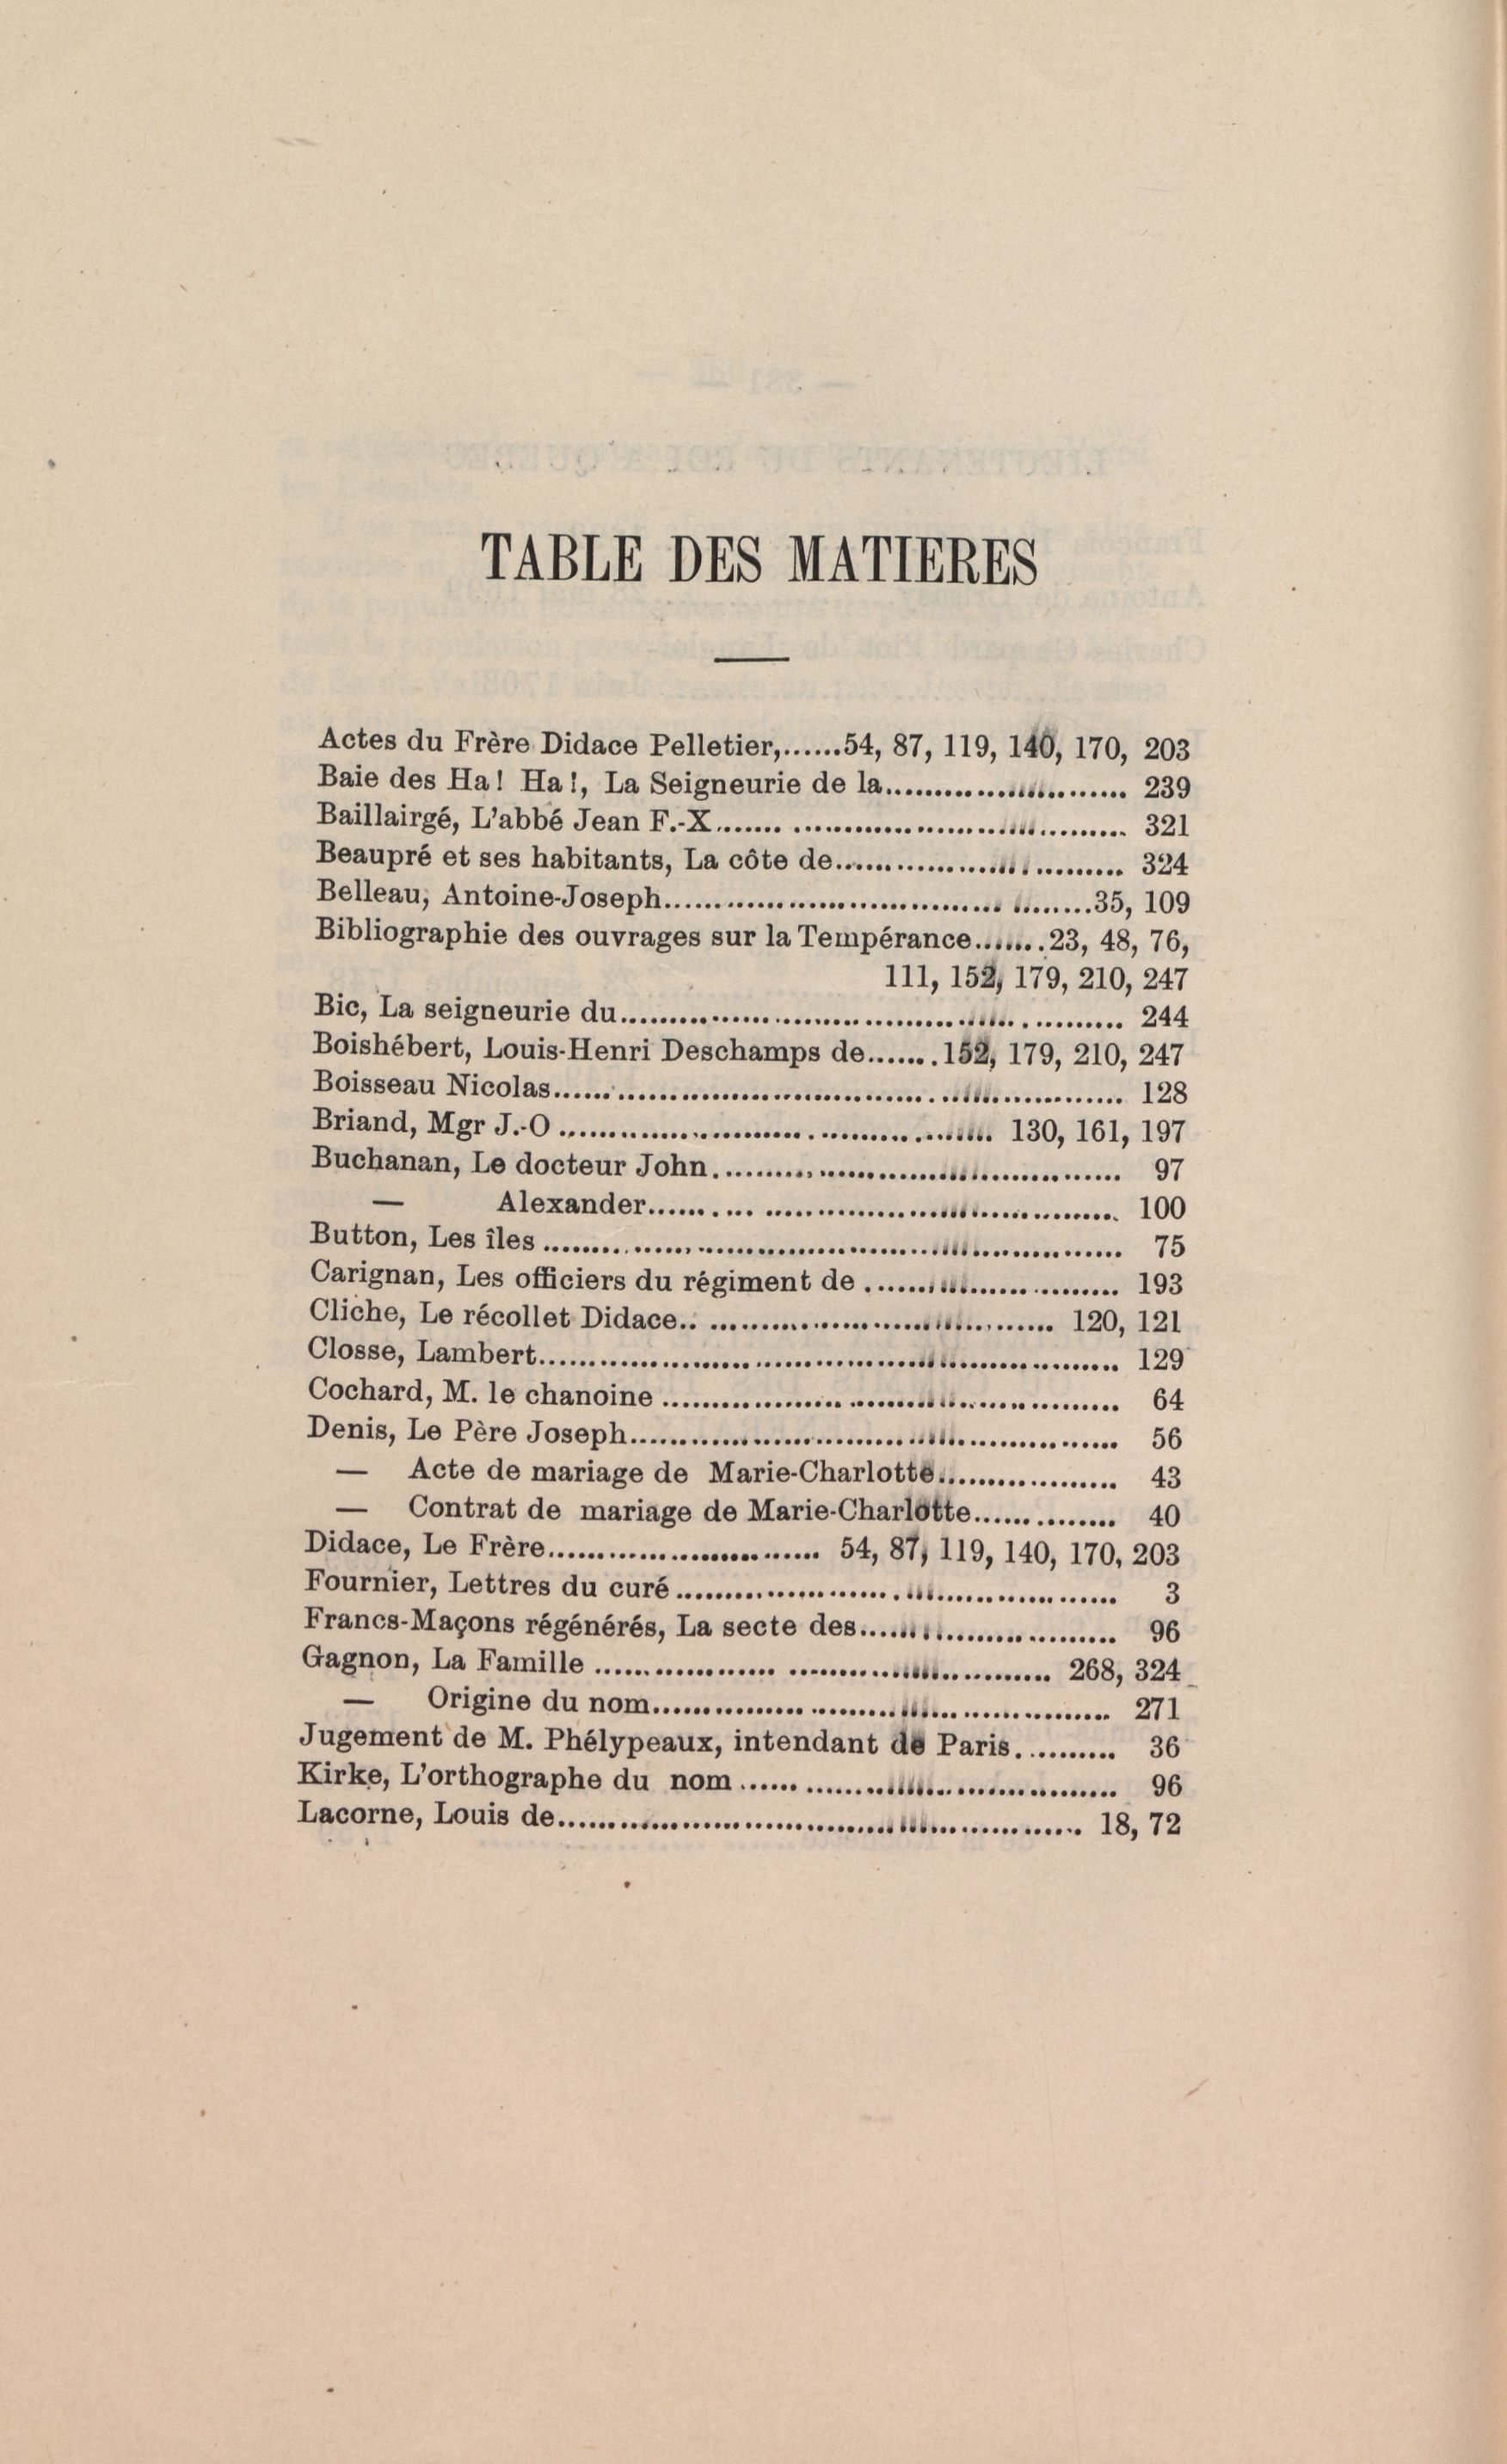 TABLE DES MATIERES
Actes du Frère Didace Pelletier,......54, 87, 119, 140, 170, 203
Baie des Ha! Ha!, La Seigneurie de la........................ 239
Baillairgé, L'abbé Jean F.-X........ ................................. 321
Beaupré et ses habitants, La côte de............................ 324
Belleau, Antoine-Joseph.................................. ........35, 109
Bibliographie des ouvrages sur la Tempérance.......23, 48, 76,
111, 152, 179, 210, 247
Bic, La seigneurie du.................................................. 244
Boishébert, Louis-Henri Deschamps de.......152, 179, 210, 247
Boisseau Nicolas......................................................... 128
Briand, Mgr J.-O ........................................... 130, 161, 197
Buchanan, Le docteur John........................................ 97
— Alexander.......... .................................. 100
Button, Les îles .......................................................... 75
Carignan, Les officiers du régiment de ......................... 193
Cliche, Le récollet Didace.. .................................. 120, 121
Closse, Lambert.......................................................... 129
Cochard, M. le chanoine ............................................ 64
Denis, Le Père Joseph................................................ 56
— Acte de mariage de Marie-Charlotte.................. 43
— Contrat de mariage de Marie-Charlotte............... 40
Didace, Le Frère........................... 54, 87, 119, 140, 170, 203
Fournier, Lettres du curé ........................................... 3
Francs-Maçons régénérés, La secte des......................... 96
Gagnon, La Famille ............................................. 268, 324
— Origine du nom.............................................. 271
Jugement de M. Phélypeaux, intendant de Paris.......... 36
Kirke, L'orthographe du nom ..................................... 96
Lacorne, Louis de.................................................... 18, 72